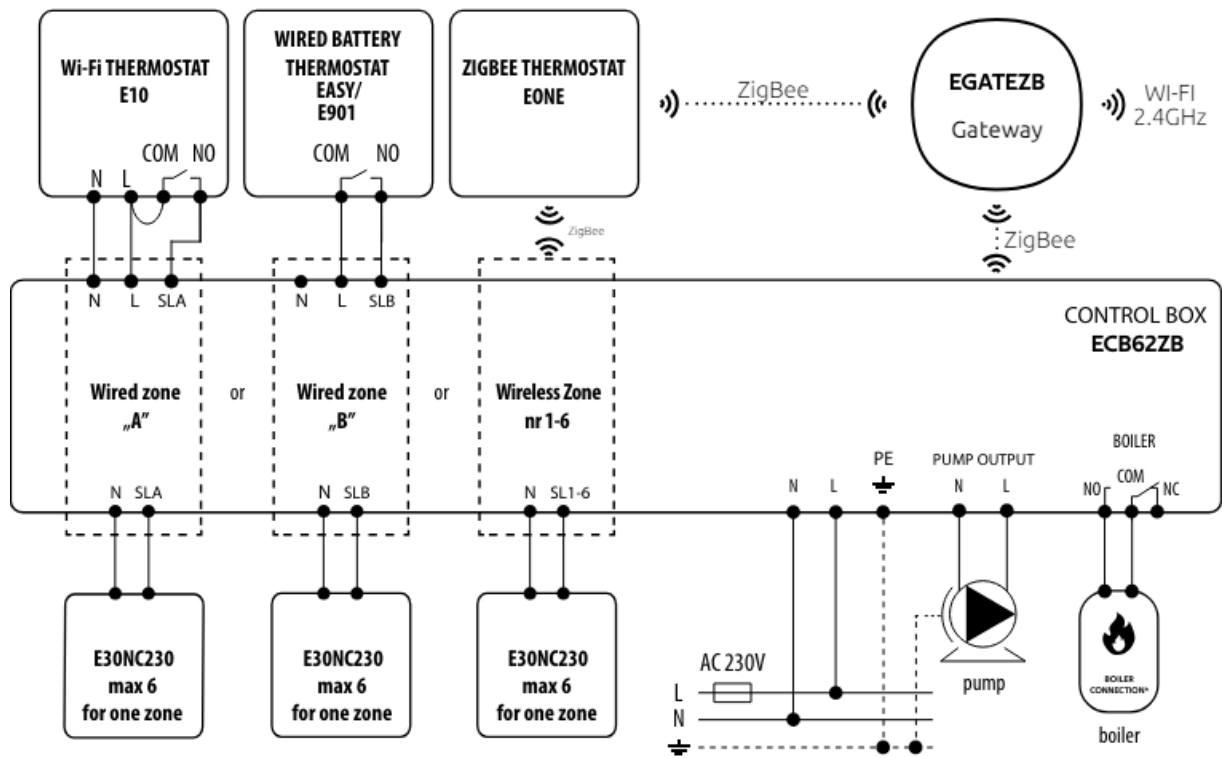 Wi-Fi THERMOSTAT
E10
COM NO
N L
WIRED BATTERY
THERMOSTAT
EASY/
E901
COM NO
ZIGBEE THERMOSTAT
EONE
ZigBee
EGATEZB
Gateway
WI-FI
2.4GHz
ZigBee
ZigBee
N L SLA
N L SLB
CONTROL BOX
ECB62ZB
Wired zone
„A”
or
Wired zone
„B”
or
Wireless Zone
nr 1-6
N SLA
N SLB
N SL1-6
N L
PE
PUMP OUTPUT
N L
BOILER
NO COM NC
E30NC230
max 6
for one zone
E30NC230
max 6
for one zone
E30NC230
max 6
for one zone
AC 230V
L
N
pump
BOILER
CONNECTION*
boiler